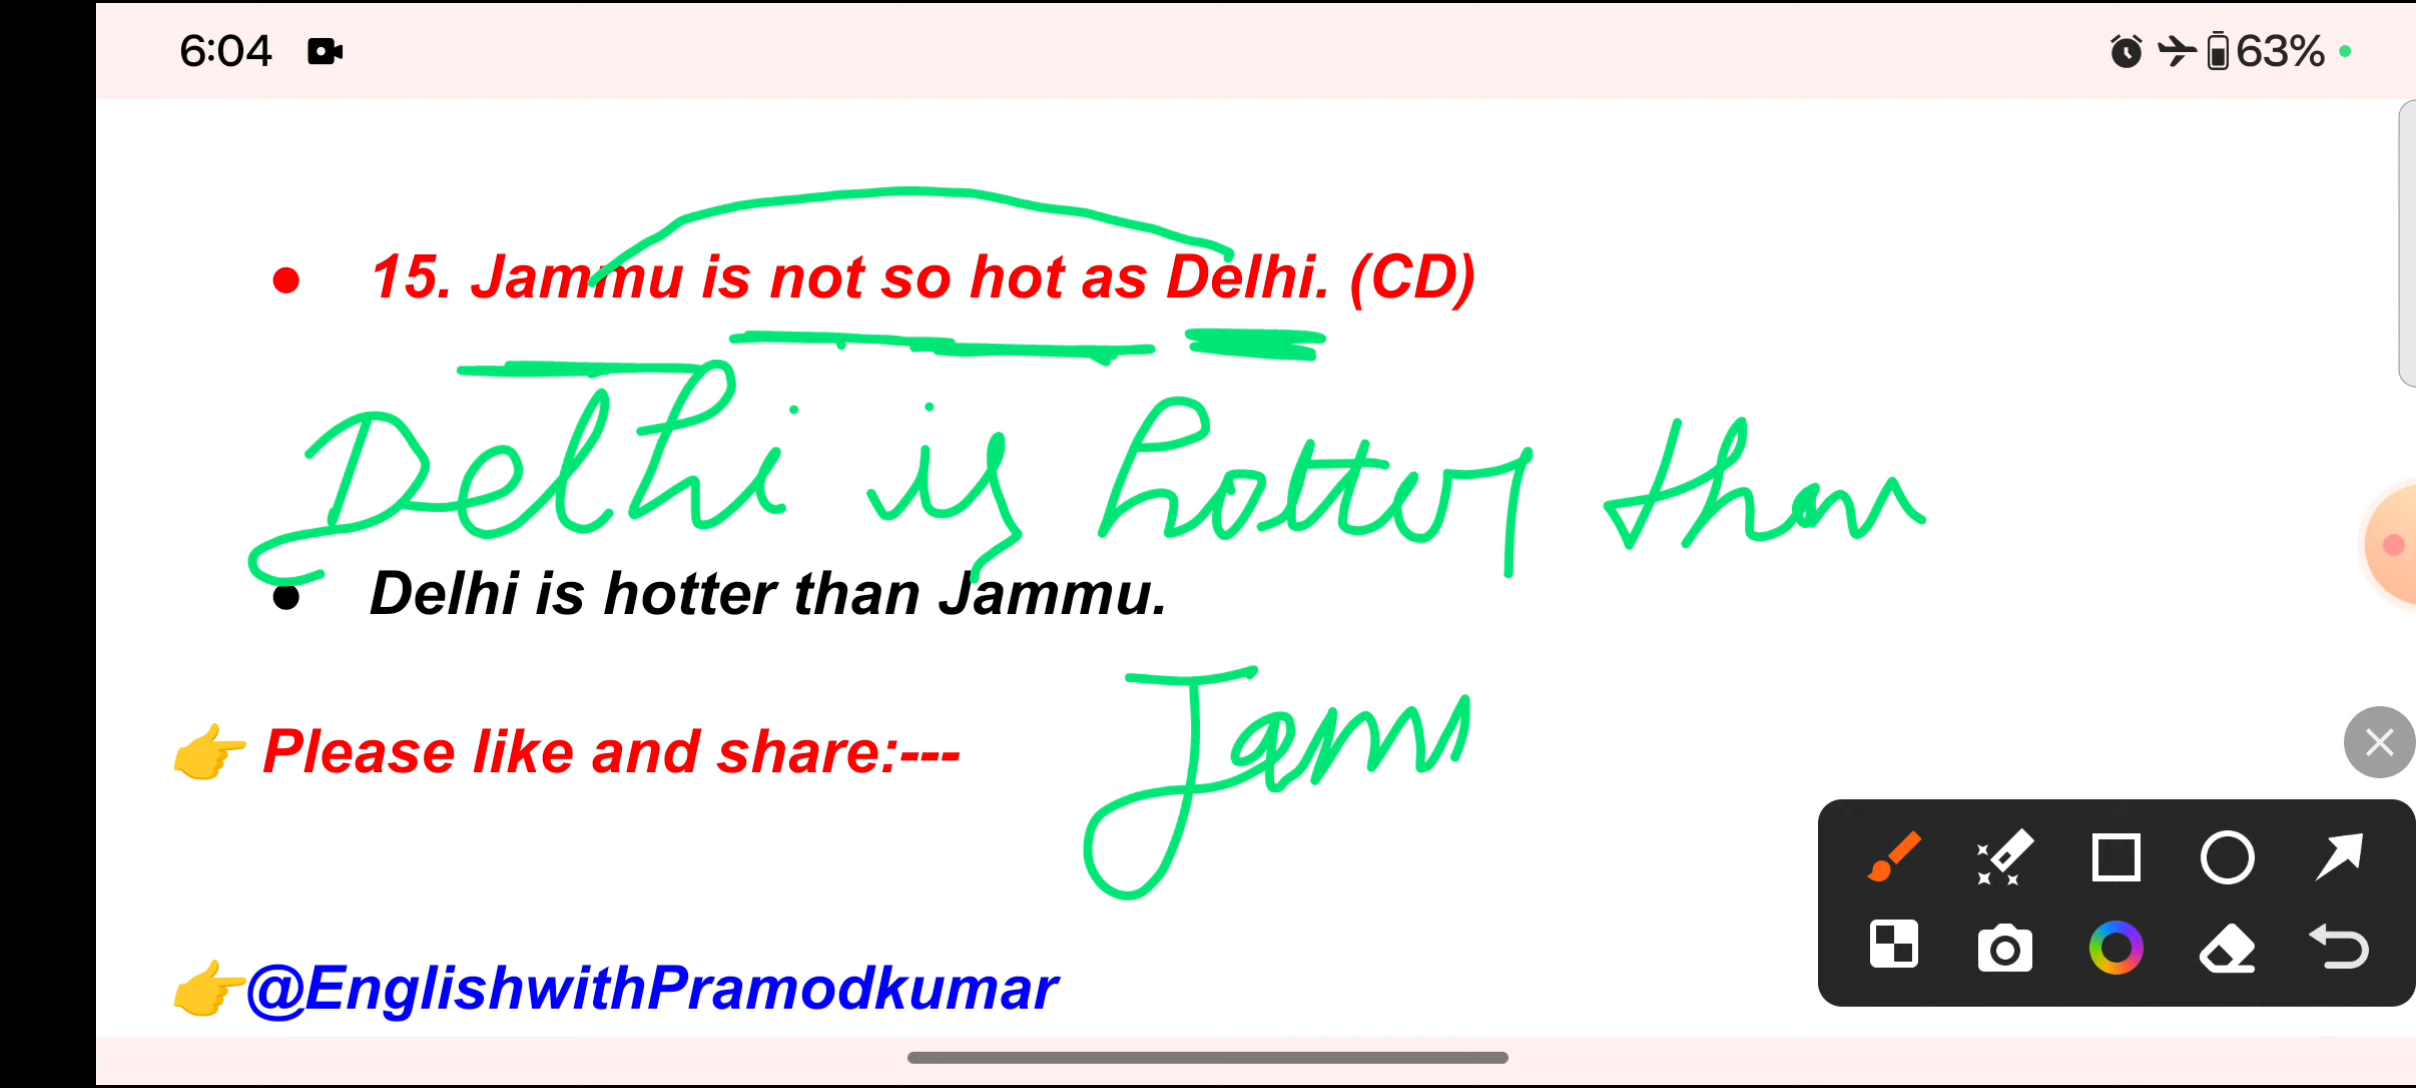 6:04 63%
15. Jammu is not so hot as Delhi. (CD)
Delhi is hotter than
Delhi is hotter than Jammu.
Jam
Please like and share:---
@EnglishwithPramodkumar